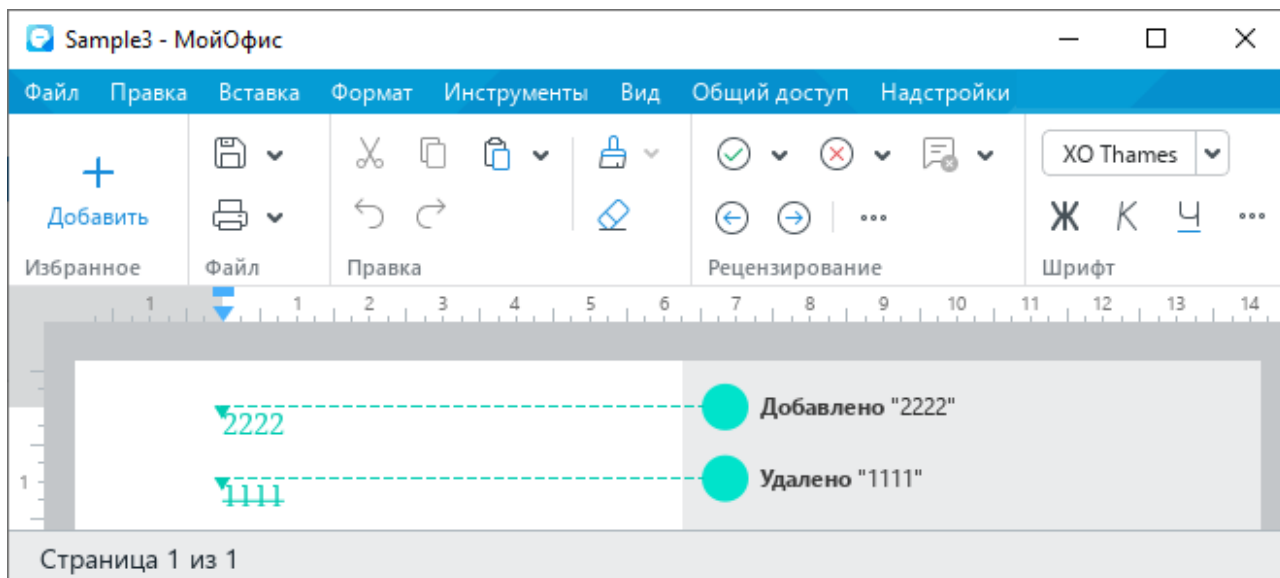 Sample3 - МойОфис
Файл Правка Вставка Формат Инструменты Вид Общий доступ Надстройки
XO Thames
Добавить Ж К Ч
Избранное Файл Правка Рецензирование Шрифт
1 1 2 3 4 5 6 7 8 9 10 11 12 13 14
2222 Добавлено "2222"
1 1111 Удалено "1111"
Страница 1 из 1